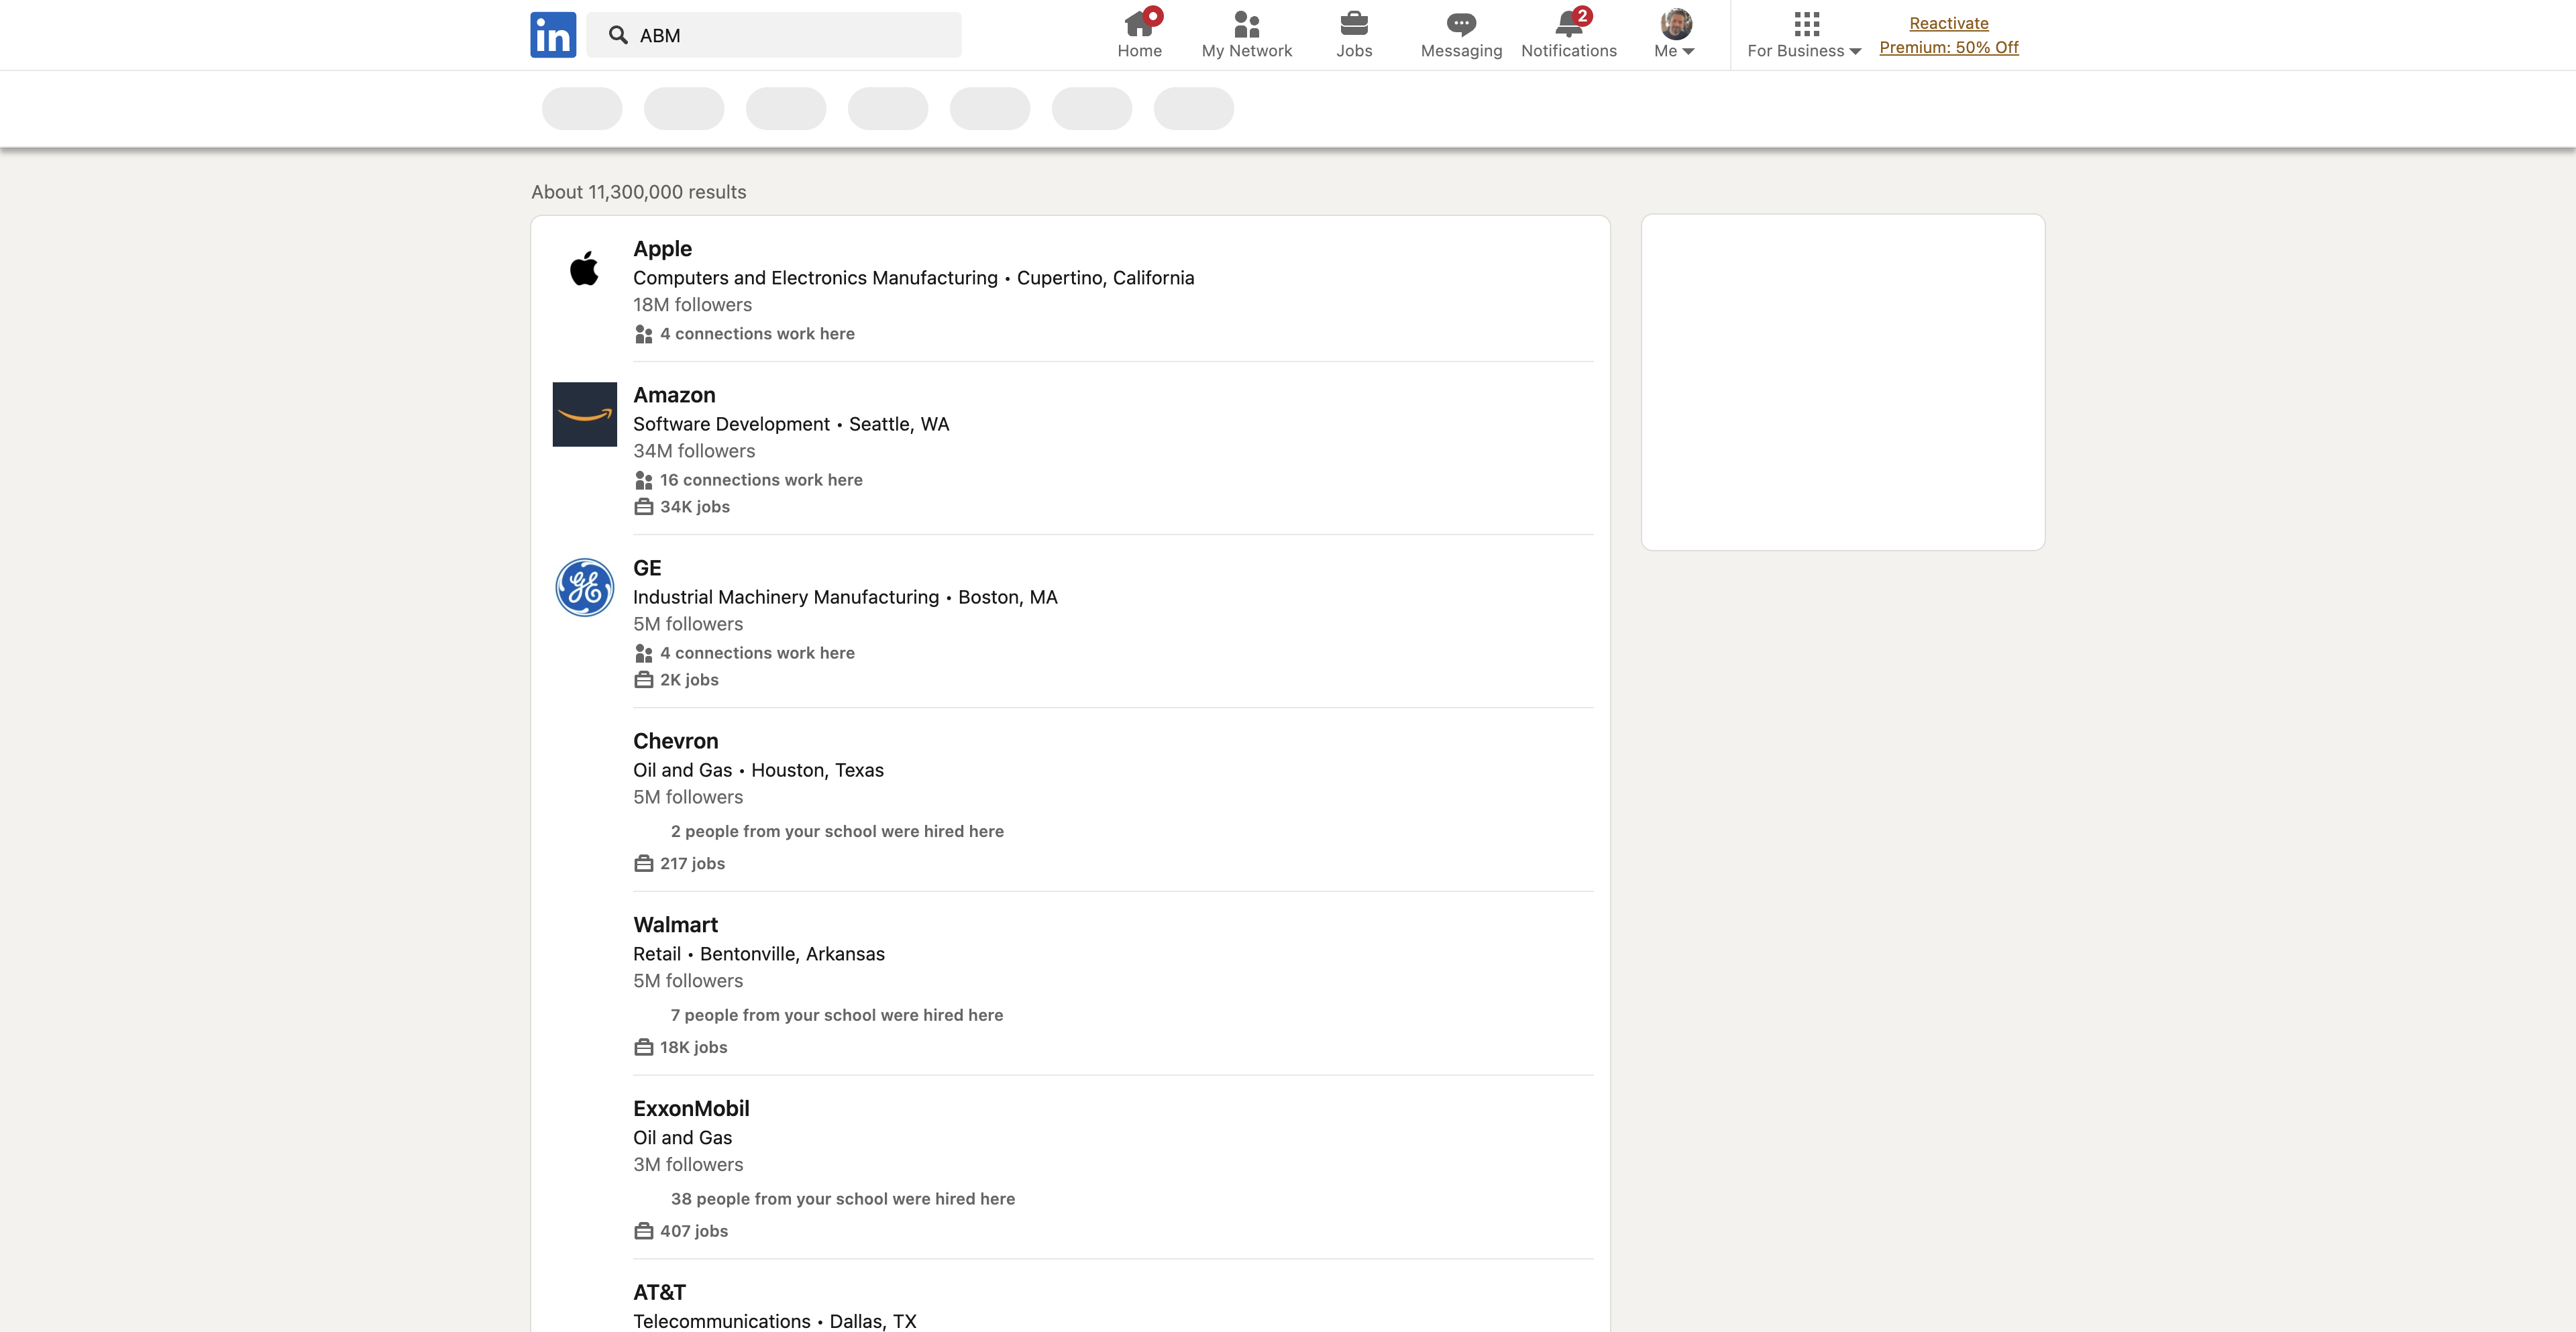 in
ABM
Home
My Network
Jobs
Messaging
2
Notifications
Me
For Business
Reactivate
Premium: 50% Off
About 11,300,000 results
Apple
Computers and Electronics Manufacturing • Cupertino, California
18M followers
4 connections work here
Amazon
Software Development • Seattle, WA
34M followers
16 connections work here
34K jobs
GE
GE
Industrial Machinery Manufacturing • Boston, MA
5M followers
4 connections work here
2K jobs
Chevron
Oil and Gas • Houston, Texas
5M followers
2 people from your school were hired here
217 jobs
Walmart
Retail • Bentonville, Arkansas
5M followers
7 people from your school were hired here
18K jobs
ExxonMobil
Oil and Gas
3M followers
38 people from your school were hired here
407 jobs
AT&T
Telecommunications • Dallas, TX